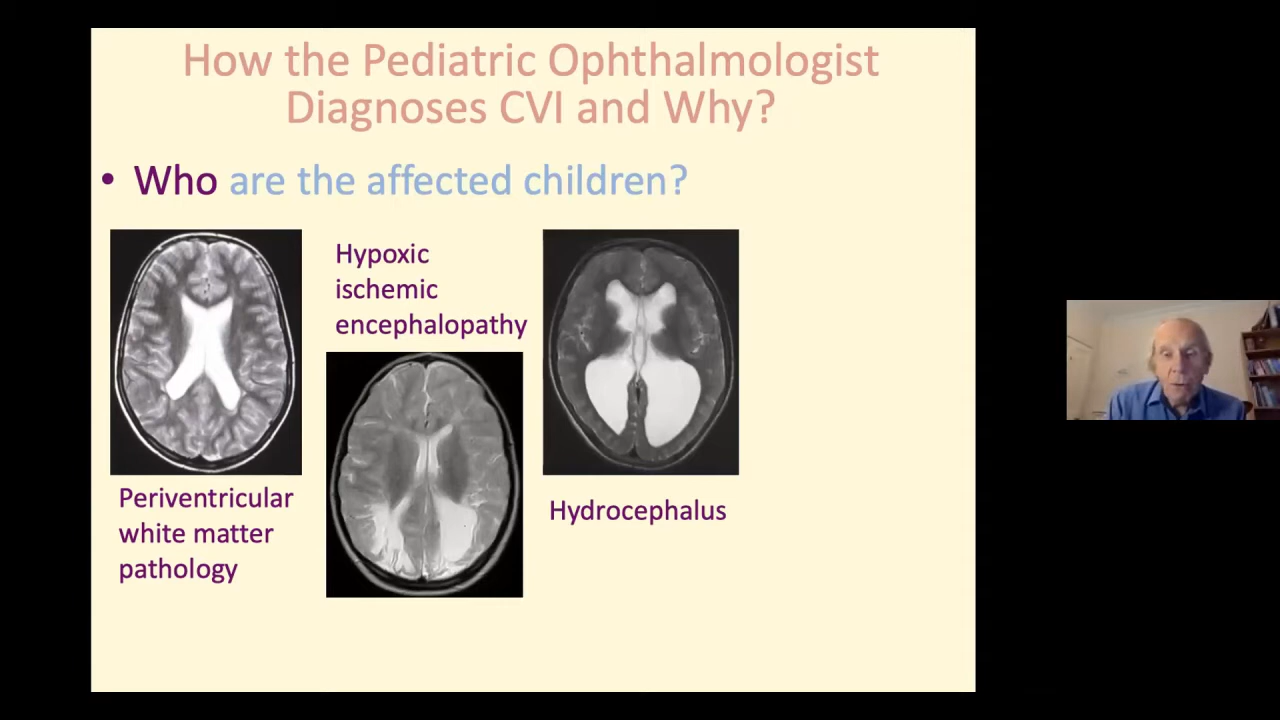 How the Pediatric Ophthalmologist
Diagnoses CVI and Why?
• Who are the affected children?
Hypoxic
ischemic
encephalopathy
Periventricular
white matter
pathology
Hydrocephalus